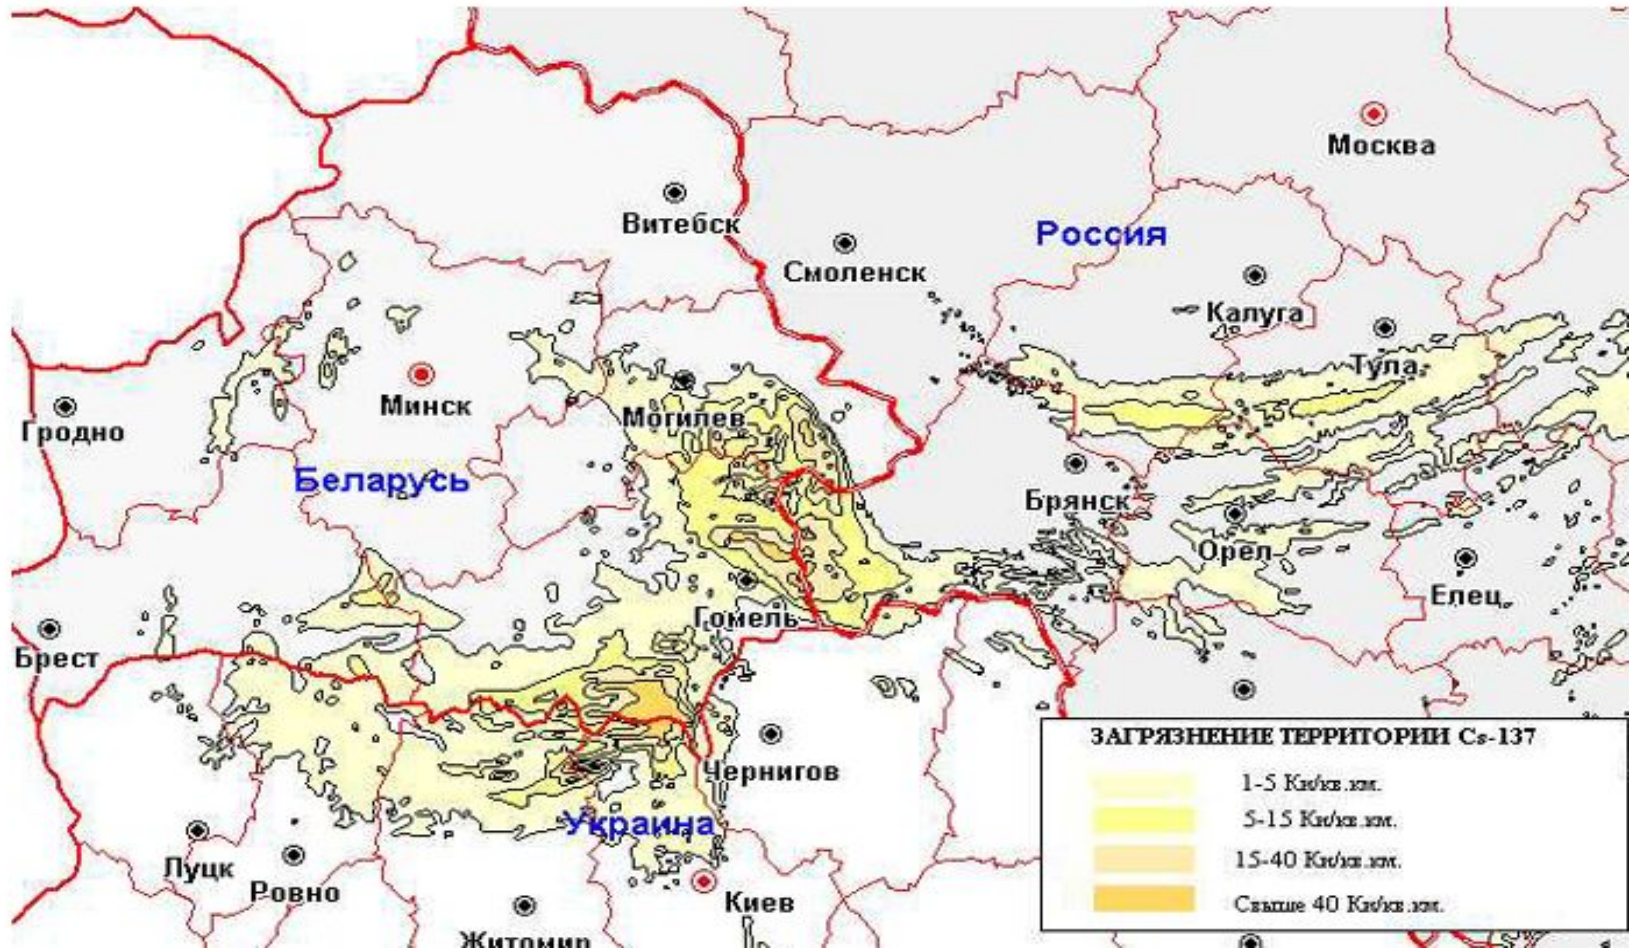 Москва
Витебск
Россия
Смоленск
Калуга
Тула
Минск
Гродно
Могилев
Беларусь
Брянск
Орел
Елец
Гомель
Брест
Чернигов
Украина
Луцк
Ровно
Киев
Житомир
ЗАГРЯЗНЕНИЕ ТЕРРИТОРИИ Cs-137
1-5 Ки/кв.км.
5-15 Ки/кв.км.
15-40 Ки/кв.км.
Свыше 40 Ки/кв.км.